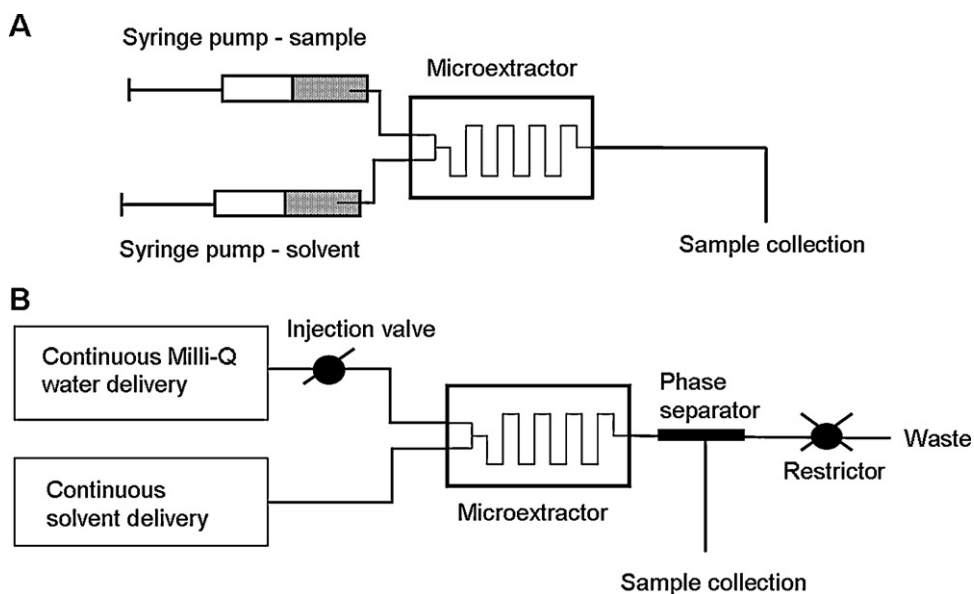 A
Syringe pump - sample
Microextractor
Syringe pump - solvent
Sample collection
B
Injection valve
Continuous Milli-Q
water delivery
Phase
separator
Waste
Restrictor
Continuous
solvent delivery
Microextractor
Sample collection